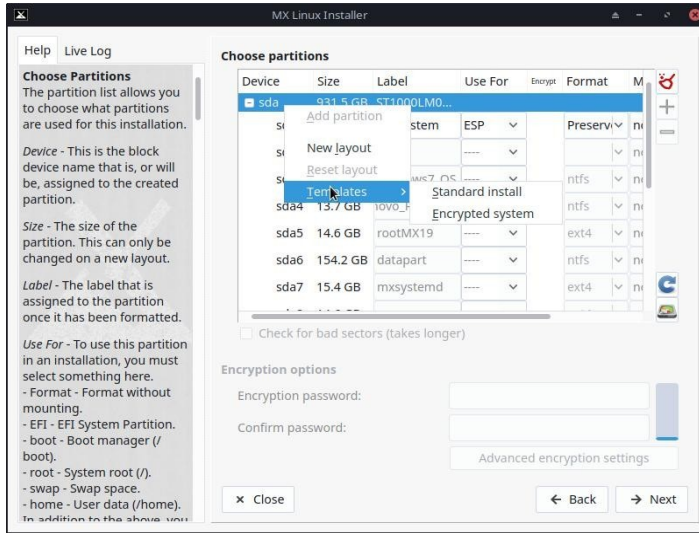 MX Linux Installer
Help Live Log
Choose Partitions
The partition list allows you
to choose what partitions
are used for this installation.
Device - This is the block
device name that is, or will
be, assigned to the created
partition.
Size - The size of the
partition. This can only be
changed on a new layout.
Label - The label that is
assigned to the partition
once it has been formatted.
Use For - To use this partition
in an installation, you must
select something here.
- Format - Format without
mounting.
- EFI - EFI System Partition.
- boot - Boot manager (/
boot).
- root - System root (/).
- swap - Swap space.
- home - User data (/home).
In addition to the above, you
Choose partitions
Device Size Label Use For Encrypt Format M
sda 931.5 GB ST1000LM0...
Add partition
stem ESP Preserv
New layout
Reset layout
ws7_OS ---- ntfs
Templates
Standard install
Encrypted system
sda4 13.7 GB ntfs
sda5 14.6 GB rootMX19 ---- ext4
sda6 154.2 GB datapart ---- ntfs
sda7 15.4 GB mxsystemd ---- ext4
Check for bad sectors (takes longer)
Encryption options
Encryption password:
Confirm password:
Advanced encryption settings
Close
Back
Next